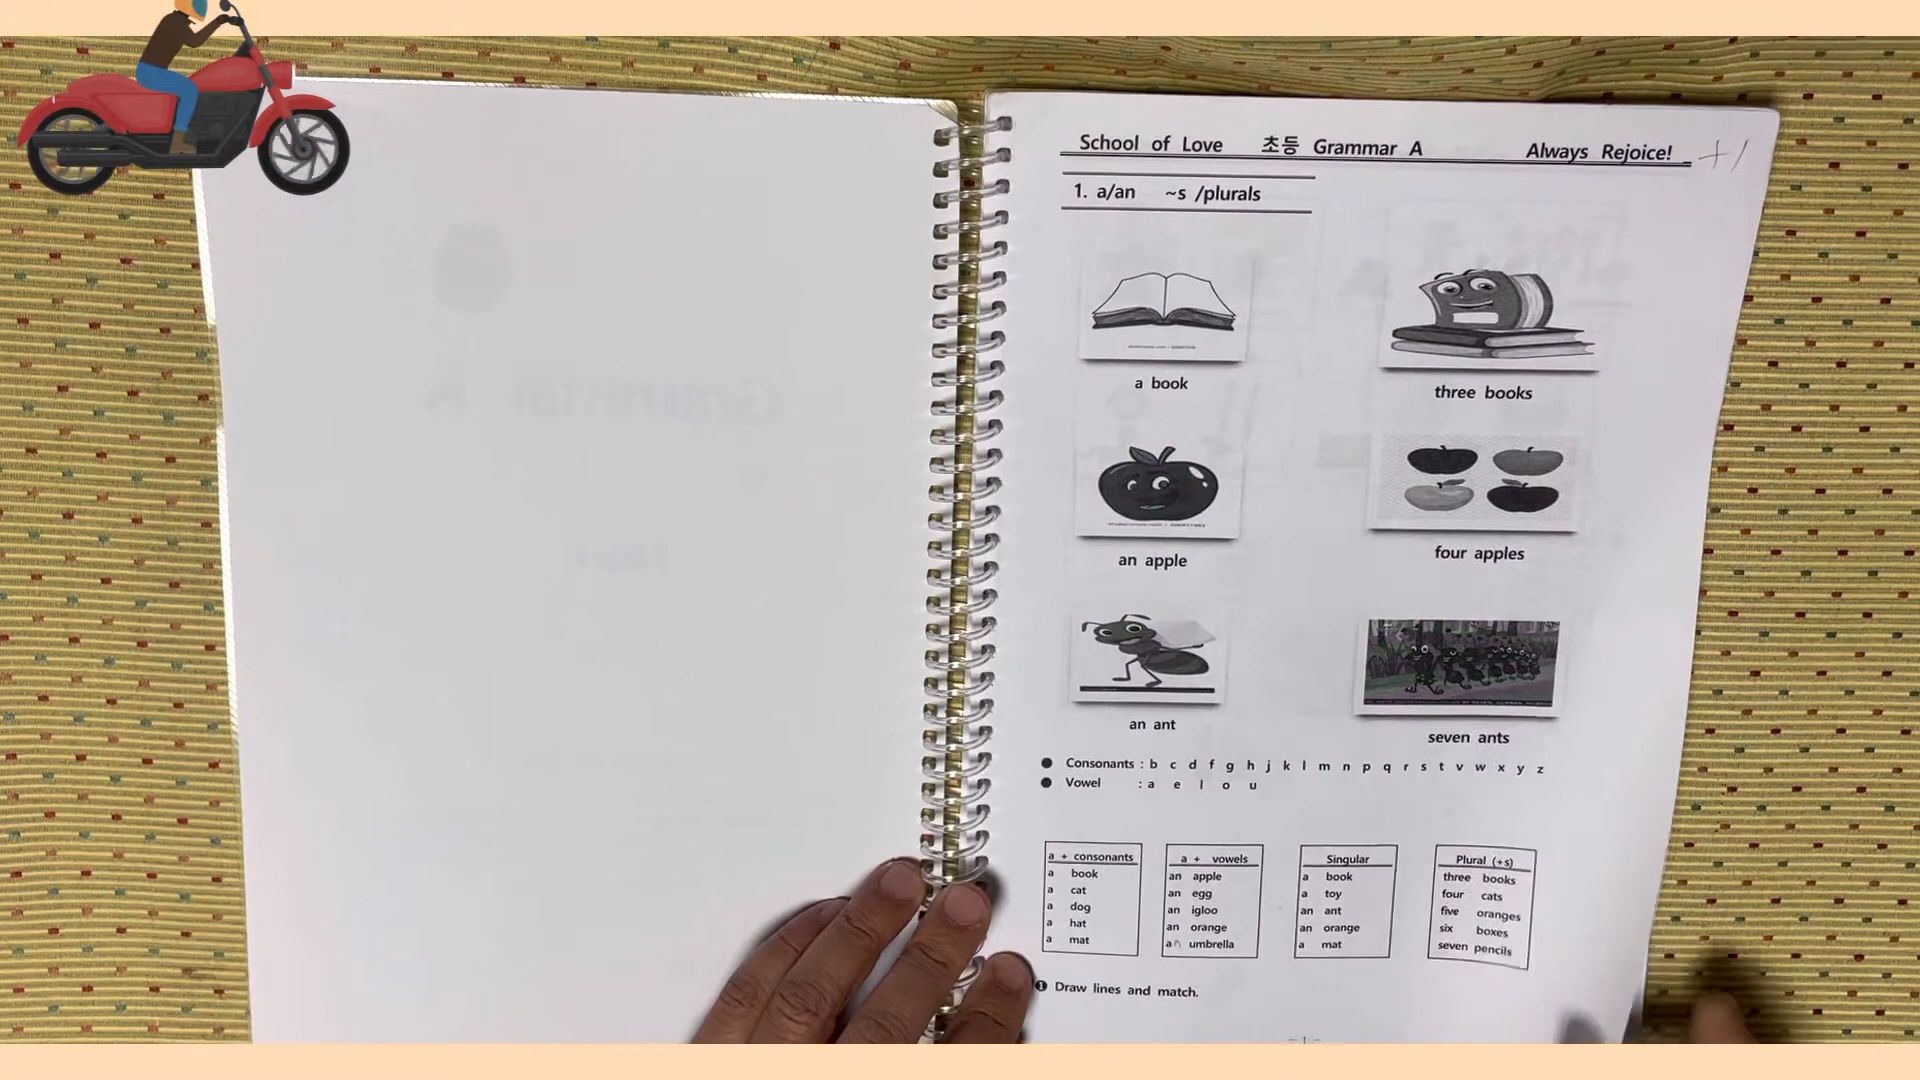 School of Love 초등 Grammar A Always Rejoice! +1
1. a/an ~s /plurals
a book
three books
an apple
four apples
an ant
seven ants
● Consonants : b c d f g h j k l m n p q r s t v w x y z
● Vowel : a e l o u
a + consonants
a book
a cat
a dog
a hat
a mat
a + vowels
an apple
an egg
an igloo
an orange
an umbrella
Singular
a book
a toy
an ant
an orange
a mat
Plural (+s)
three books
four cats
five oranges
six boxes
seven pencils
❶ Draw lines and match.